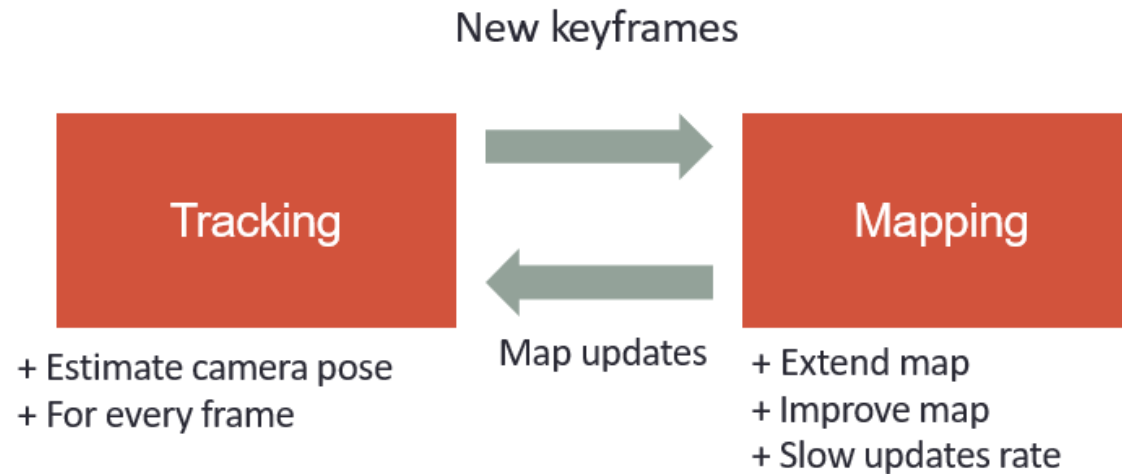 New keyframes
Tracking
Mapping
Map updates
+ Estimate camera pose
+ For every frame
+ Extend map
+ Improve map
+ Slow updates rate